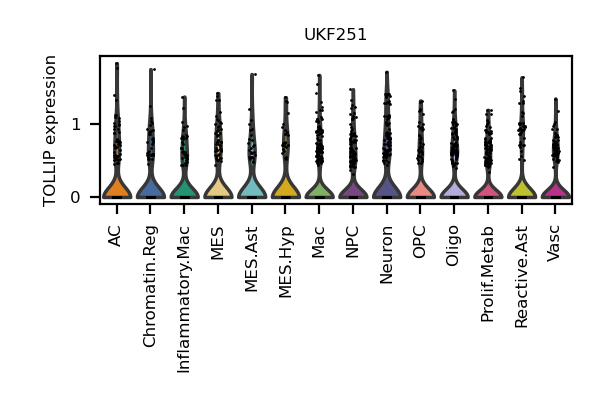 UKF251
TOLLIP expression
1
0
AC
Chromatin.Reg
Inflammatory.Mac
MES
MES.Ast
MES.Hyp
Mac
NPC
Neuron
OPC
Oligo
Prolif.Metab
Reactive.Ast
Vasc